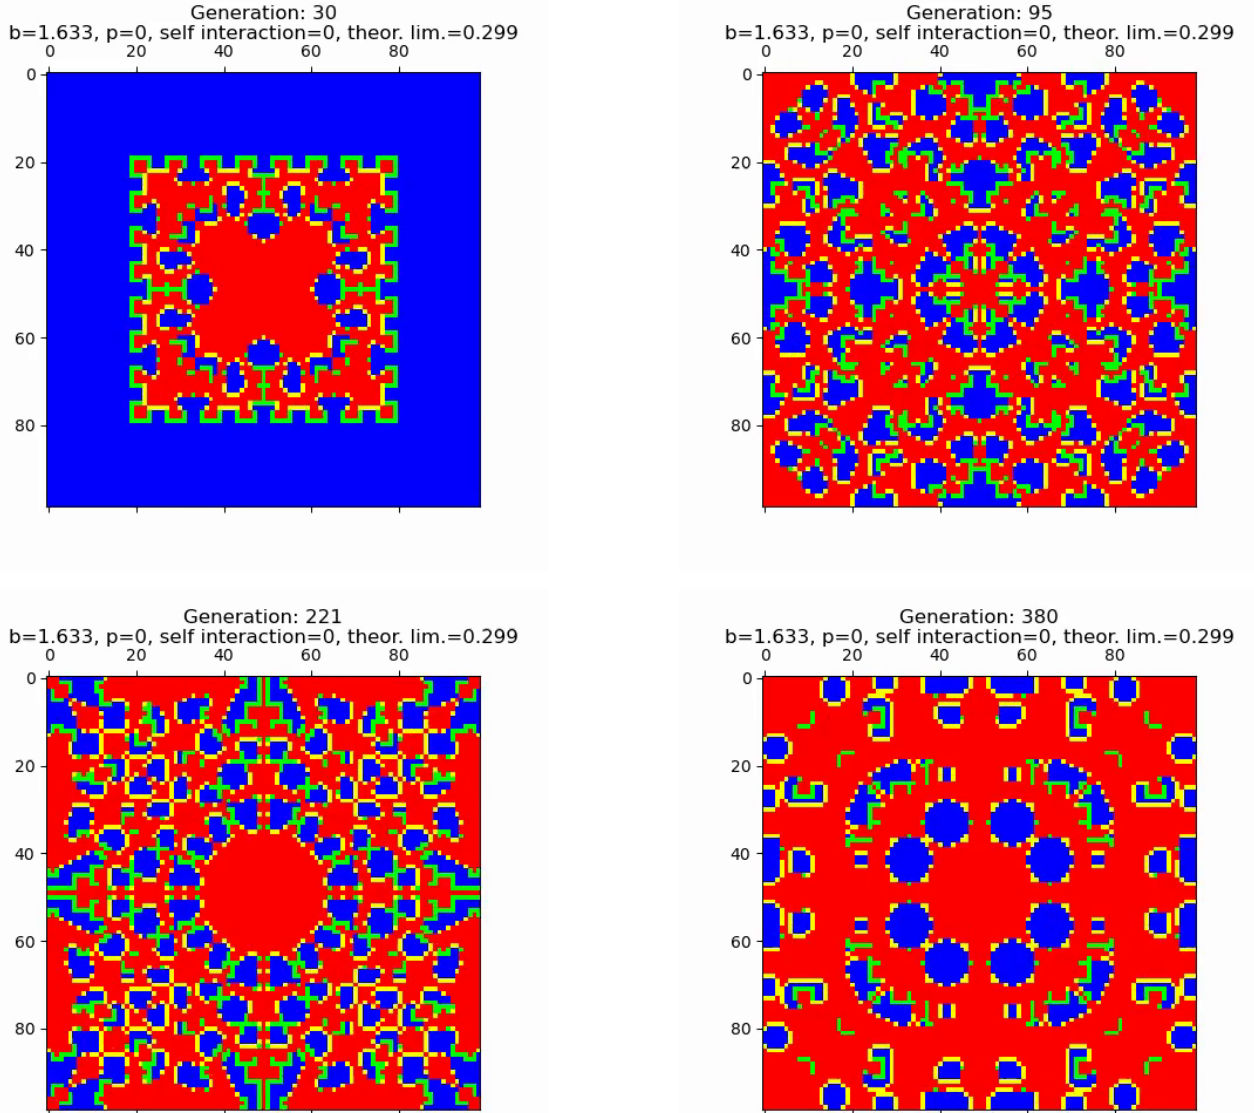 Generation: 30
b=1.633, p=0, self interaction=0, theor. lim.=0.299
0 20 40 60 80
0
20
40
60
80
Generation: 95
b=1.633, p=0, self interaction=0, theor. lim.=0.299
0 20 40 60 80
0
20
40
60
80
Generation: 221
b=1.633, p=0, self interaction=0, theor. lim.=0.299
0 20 40 60 80
0
20
40
60
80
Generation: 380
b=1.633, p=0, self interaction=0, theor. lim.=0.299
0 20 40 60 80
0
20
40
60
80